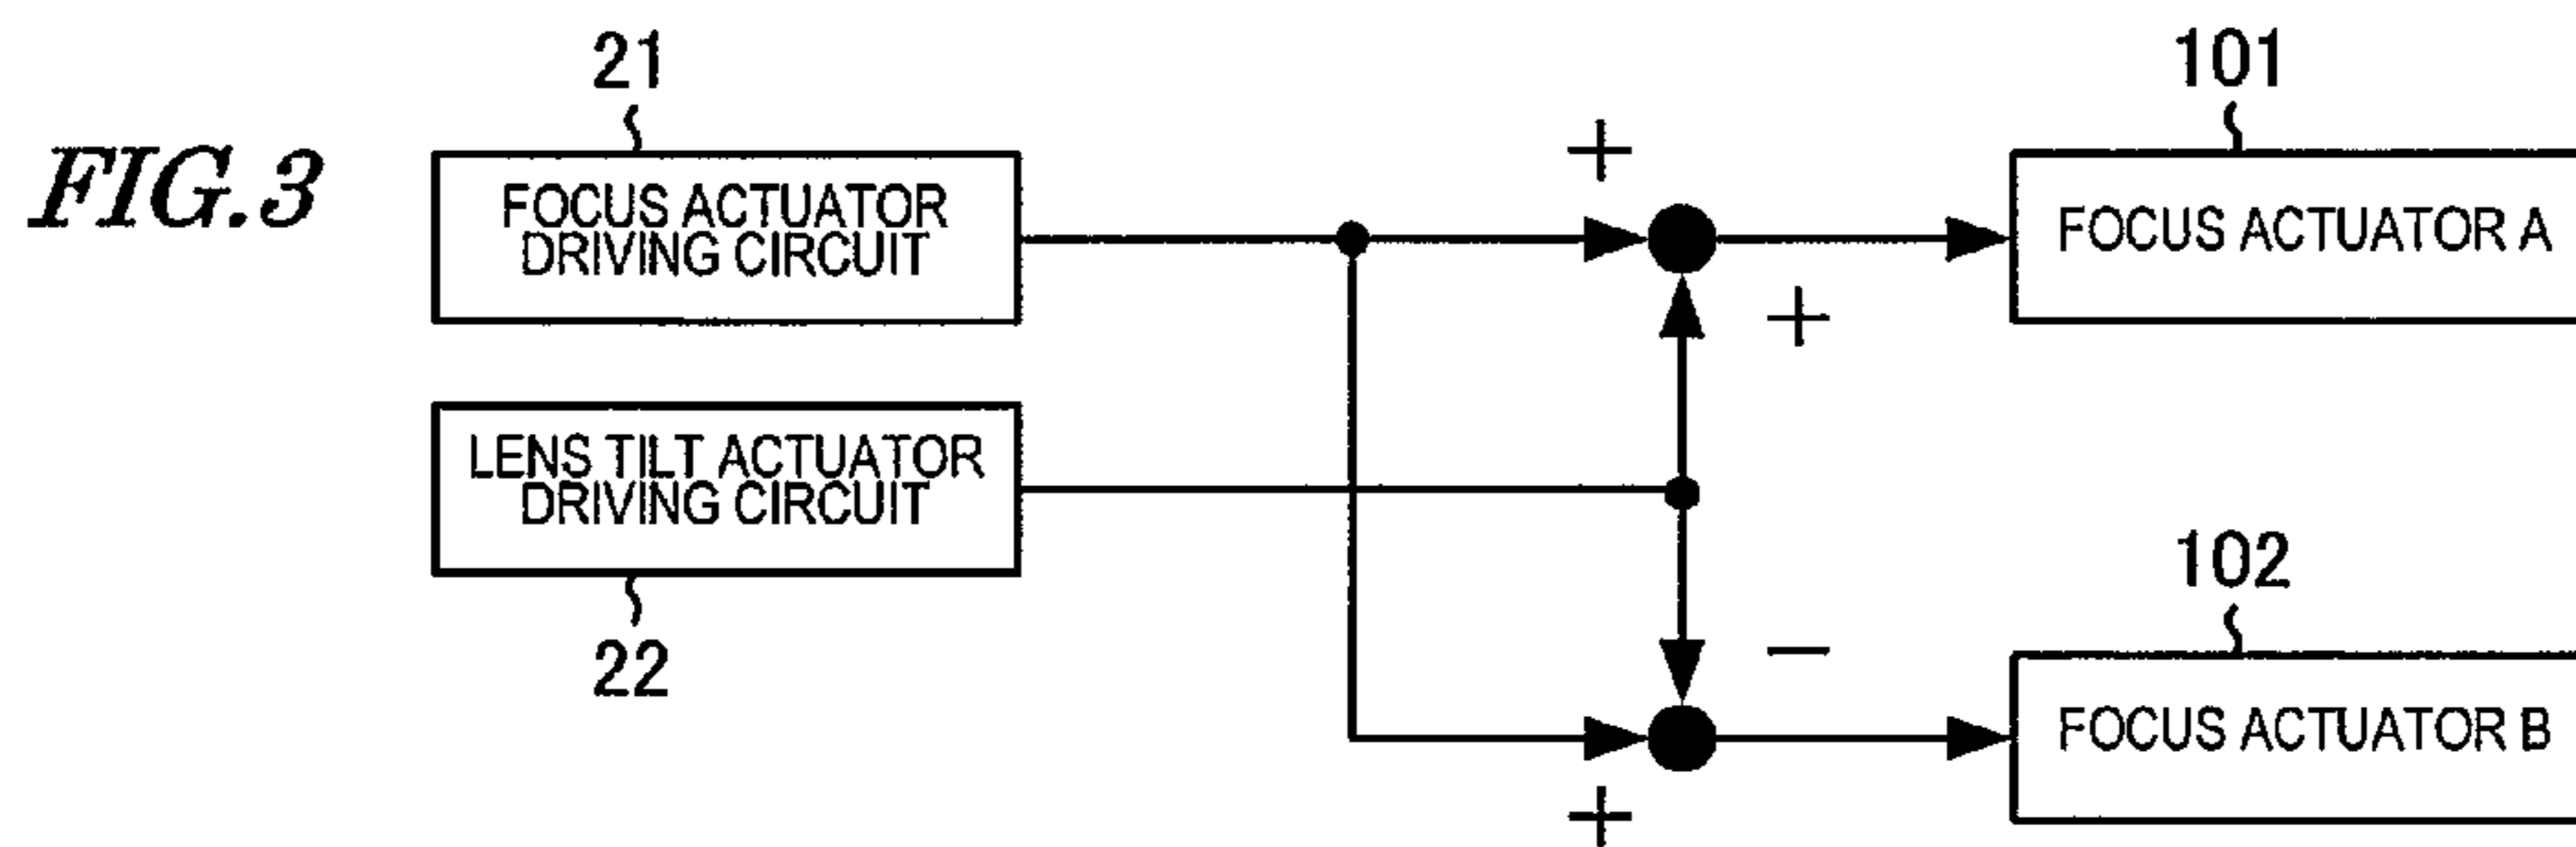 FIG.3
21
FOCUS ACTUATOR
DRIVING CIRCUIT
LENS TILT ACTUATOR
DRIVING CIRCUIT
22
+
+
−
+
101
FOCUS ACTUATOR A
102
FOCUS ACTUATOR B